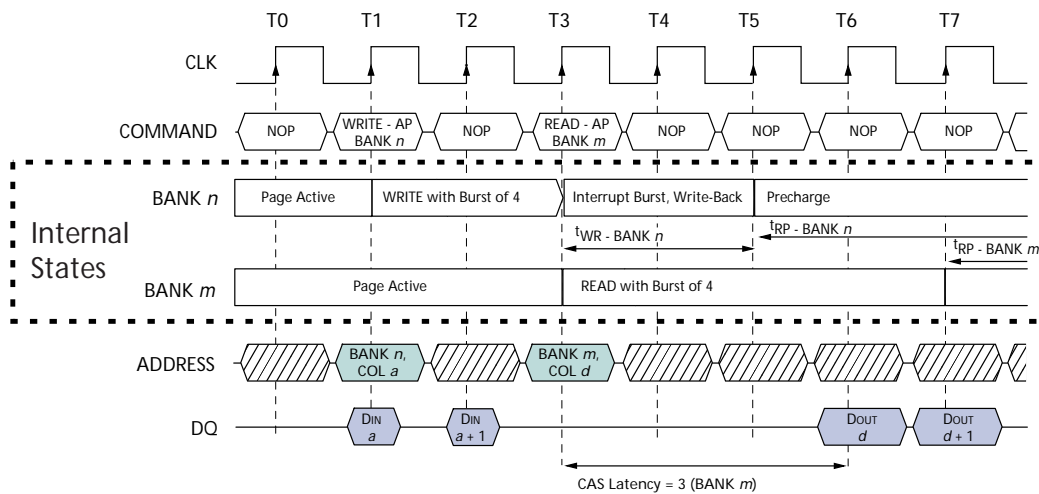 T0 T1 T2 T3 T4 T5 T6 T7
CLK
COMMAND NOP WRITE - AP NOP READ - AP NOP NOP NOP NOP
BANK n BANK m
BANK n Page Active WRITE with Burst of 4 Interrupt Burst, Write-Back Precharge
Internal
States
tWR - BANK n tRP - BANK n
tRP - BANK m
BANK m Page Active READ with Burst of 4
ADDRESS BANK n, BANK m,
COL a COL d
DQ DIN DIN DOUT DOUT
a a + 1 d d + 1
CAS Latency = 3 (BANK m)